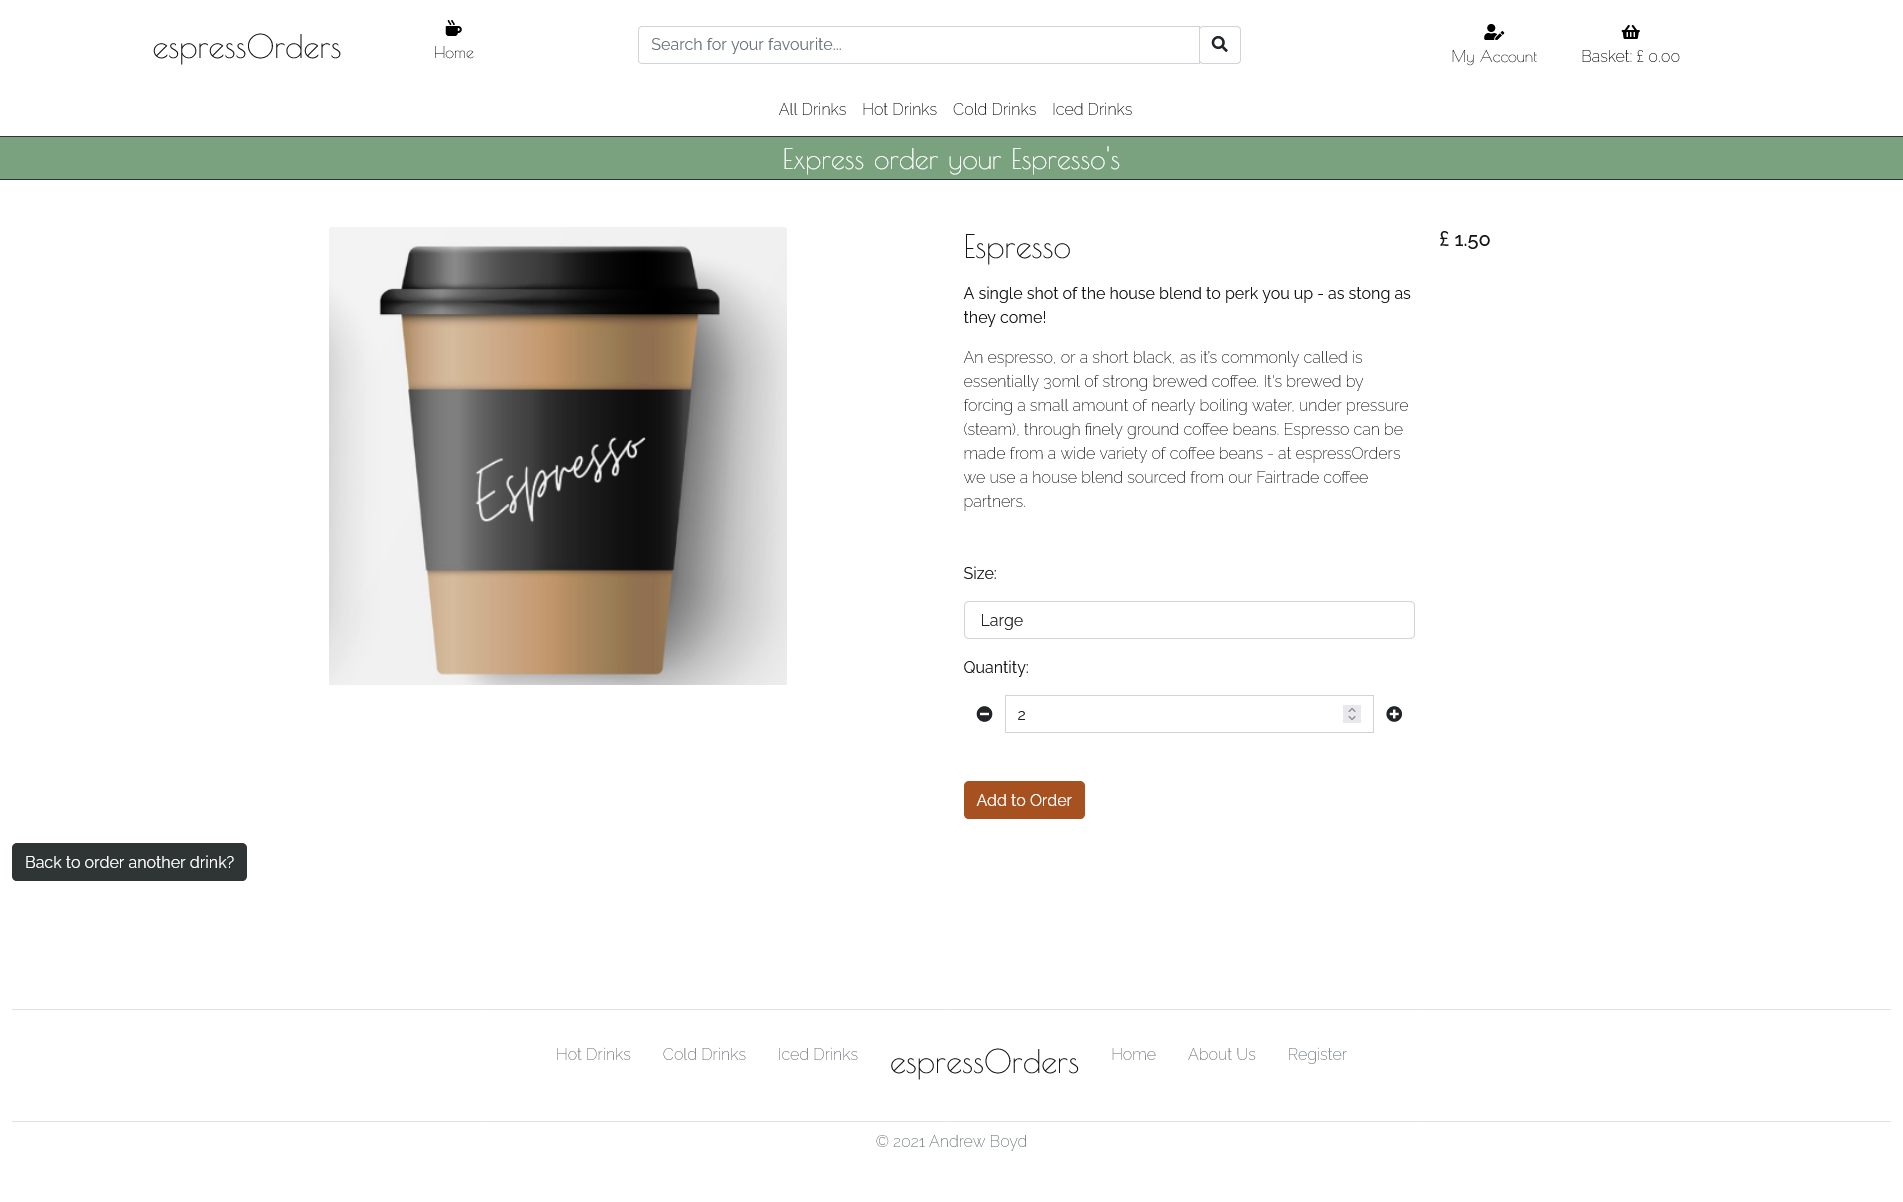 espressOrders
Home
Search for your favourite...
My Account
Basket: £ 0.00
All Drinks Hot Drinks Cold Drinks Iced Drinks
Express order your Espresso's
Espresso
Espresso
£ 1.50
A single shot of the house blend to perk you up - as stong as
they come!
An espresso, or a short black, as it's commonly called is
essentially 30ml of strong brewed coffee. It's brewed by
forcing a small amount of nearly boiling water, under pressure
(steam), through finely ground coffee beans. Espresso can be
made from a wide variety of coffee beans - at espressOrders
we use a house blend sourced from our Fairtrade coffee
partners.
Size:
Large
Quantity:
2
Add to Order
Back to order another drink?
Hot Drinks Cold Drinks Iced Drinks espressOrders Home About Us Register
© 2021 Andrew Boyd